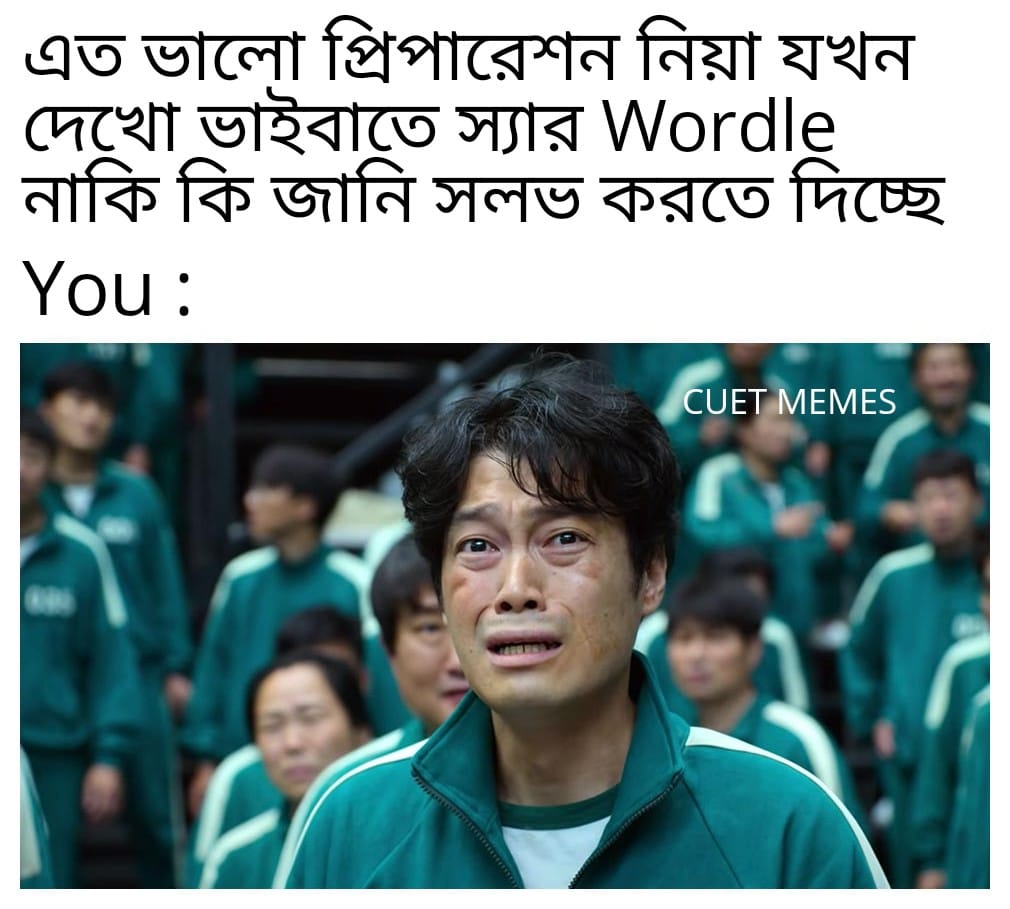 এত ভালো প্রিপারেশন নিয়া যখন
দেখো ভাইবাতে স্যার Wordle
নাকি কি জানি সলভ করতে দিচ্ছে
You :
CUET MEMES